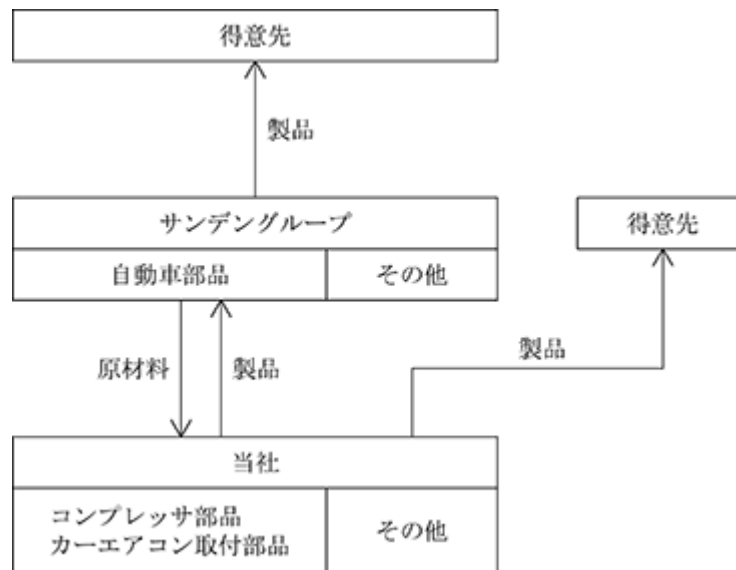 得意先
製品
サンデングループ
得意先
自動車部品
その他
原材料
製品
製品
当社
コンプレッサ部品
カーエアコン取付部品
その他